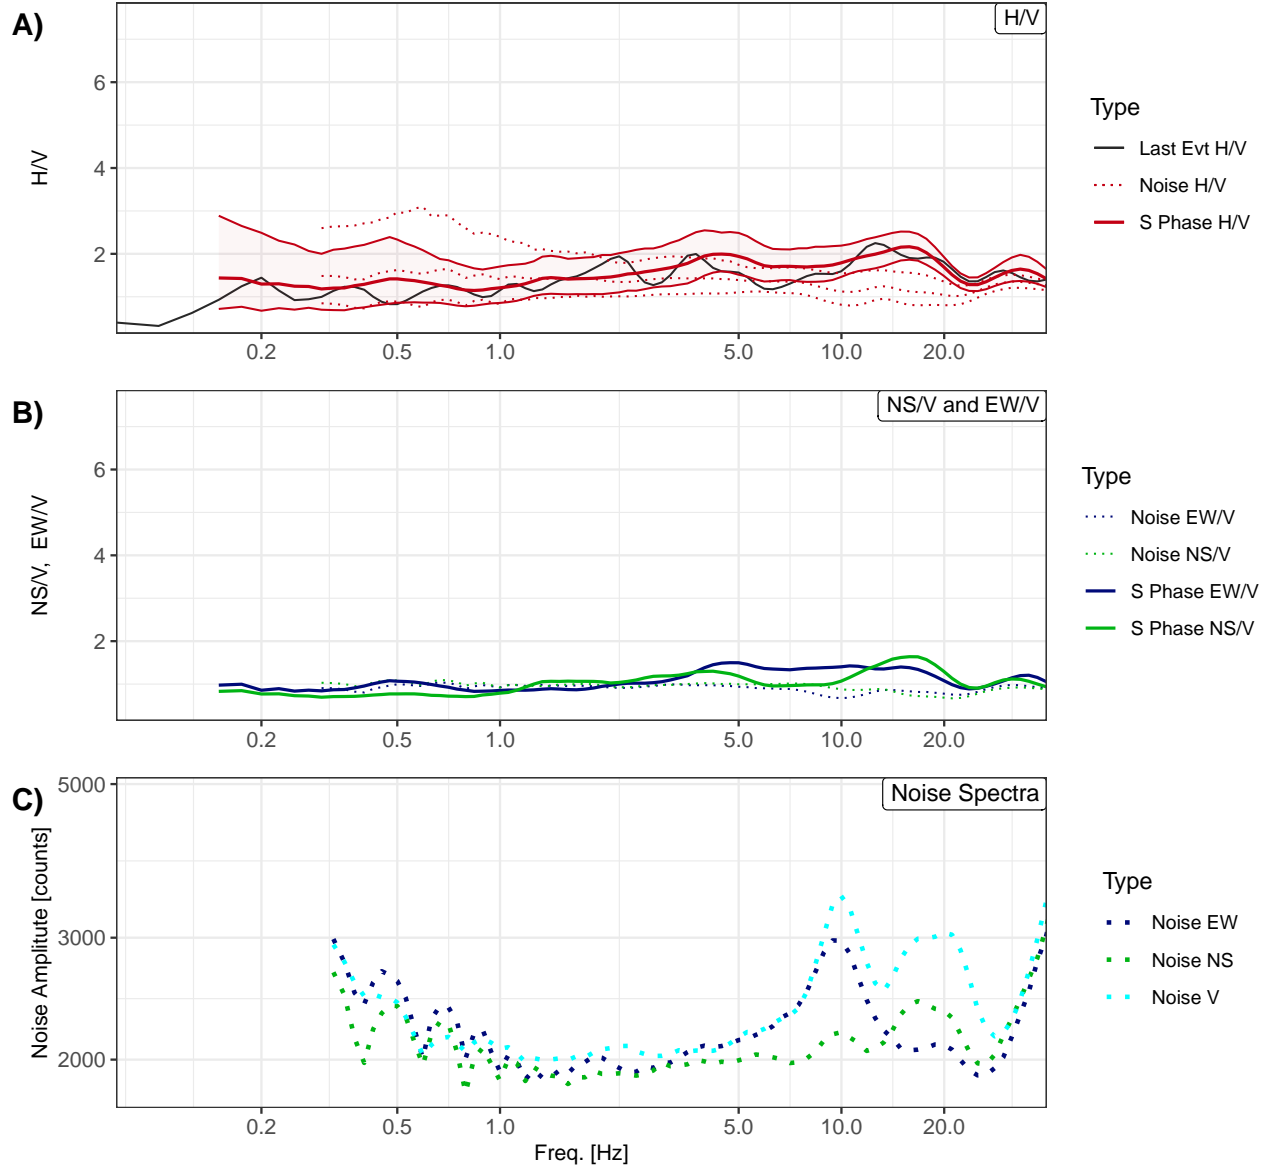 A)
H/V
H/V
6
4
2
0.2 0.5 1.0 5.0 10.0 20.0
Type
Last Evt H/V
Noise H/V
S Phase H/V
B)
NS/V and EW/V
NS/V,  EW/V
6
4
2
0.2 0.5 1.0 5.0 10.0 20.0
Type
Noise EW/V
Noise NS/V
S Phase EW/V
S Phase NS/V
C)
Noise Spectra
Noise Amplitude [counts]
5000
3000
2000
0.2 0.5 1.0 5.0 10.0 20.0
Freq. [Hz]
Type
Noise EW
Noise NS
Noise V